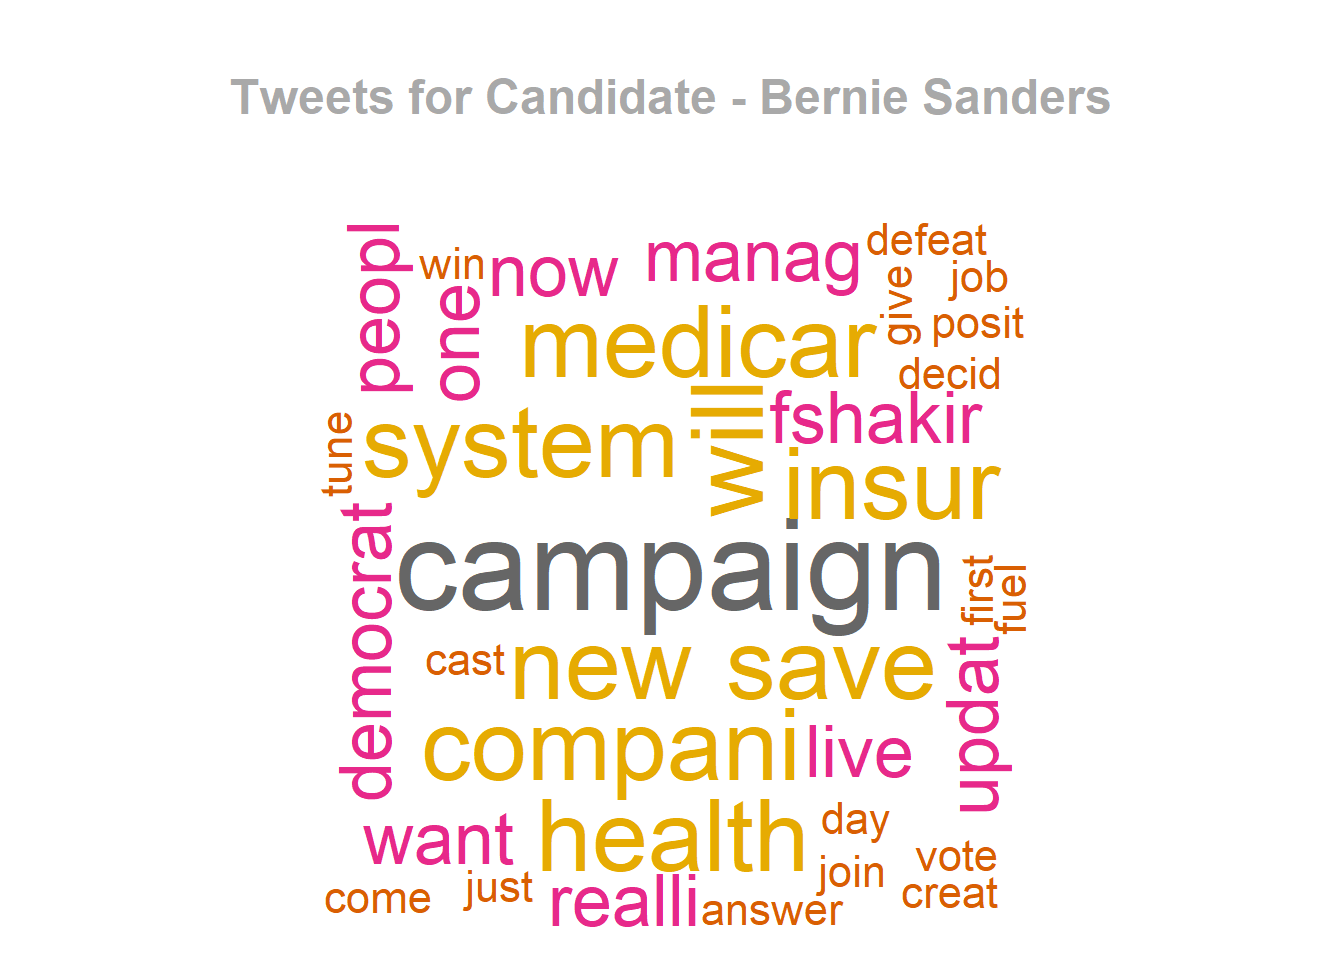 Tweets for Candidate - Bernie Sanders
peopl
win
now
manag
defeat
job
one
give
posit
medicar
decid
will
fshakir
tune
system
insur
democrat
campaign
first
fuel
cast
new
save
updat
compani
live
want
health
day
vote
join
creat
come
just
realli
answer